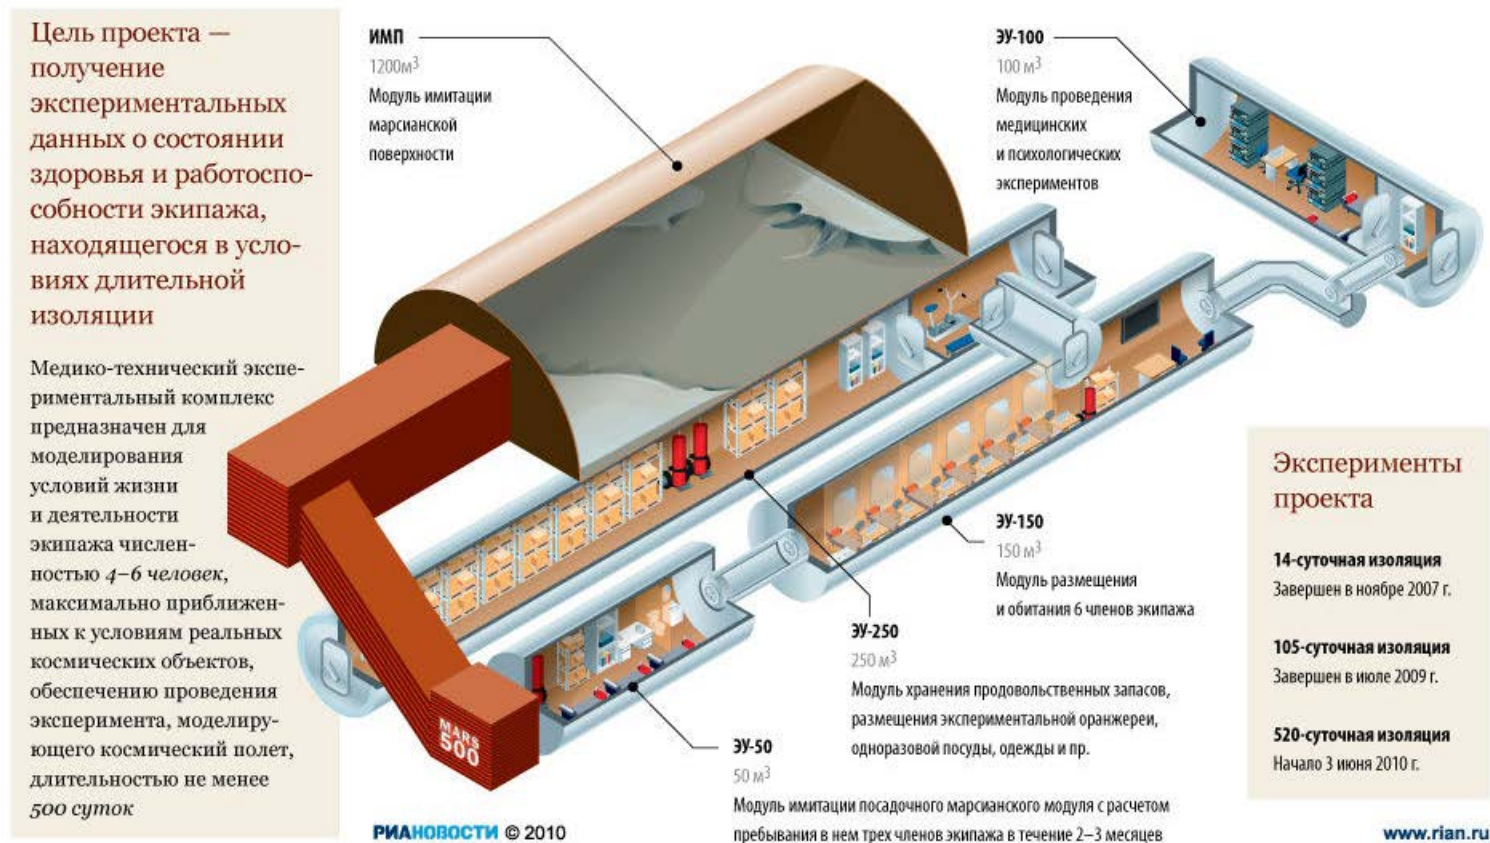 Цель проекта —
получение
экспериментальных
данных о состоянии
здоровья и работоспо-
собности экипажа,
находящегося в усло-
виях длительной
изоляции
Медико-технический экспе-
риментальный комплекс
предназначен для
моделирования
условий жизни
и деятельности
экипажа числен-
ностью 4–6 человек,
максимально приближен-
ных к условиям реальных
космических объектов,
обеспечению проведения
эксперимента, моделиру-
ющего космический полет,
длительностью не менее
500 суток
ИМП
1200м³
Модуль имитации
марсианской
поверхности
ЭУ-100
100 м³
Модуль проведения
медицинских
и психологических
экспериментов
ЭУ-150
150 м³
Модуль размещения
и обитания 6 членов экипажа
ЭУ-250
250 м³
Модуль хранения продовольственных запасов,
размещения экспериментальной оранжереи,
одноразовой посуды, одежды и пр.
ЭУ-50
50 м³
Модуль имитации посадочного марсианского модуля с расчетом
пребывания в нем трех членов экипажа в течение 2–3 месяцев
MARS
500
Эксперименты
проекта
14-суточная изоляция
Завершен в ноябре 2007 г.
105-суточная изоляция
Завершен в июле 2009 г.
520-суточная изоляция
Начало 3 июня 2010 г.
РИАНОВОСТИ © 2010
www.rian.ru